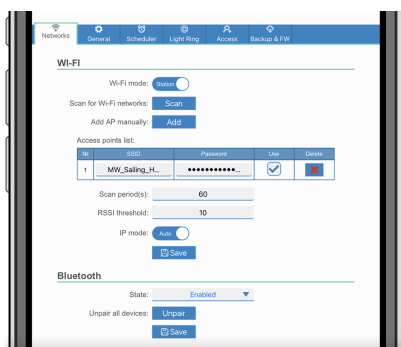 Networks General Scheduler Light Ring Access Backup & FW
WI-FI
Wi-Fi mode: Station
Scan for Wi-Fi networks: Scan
Add AP manually: Add
Access points list:
Nr SSID Password Use Delete
1 MW_Sailing_H... ●●●●●●●●●●●...
Scan period(s): 60
RSSI threshold: 10
IP mode: Auto
Save
Bluetooth
State: Enabled
Unpair all devices: Unpair
Save